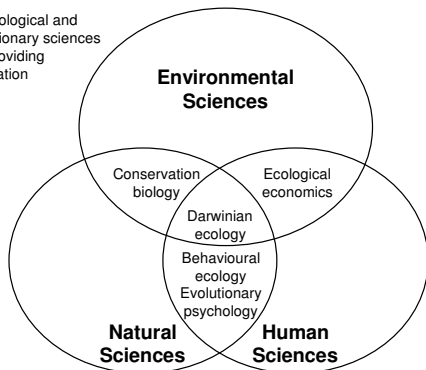 ological and
ionary sciences
oviding
ation
Environmental
Sciences
Conservation
biology
Ecological
economics
Darwinian
ecology
Behavioural
ecology
Evolutionary
psychology
Natural
Sciences
Human
Sciences